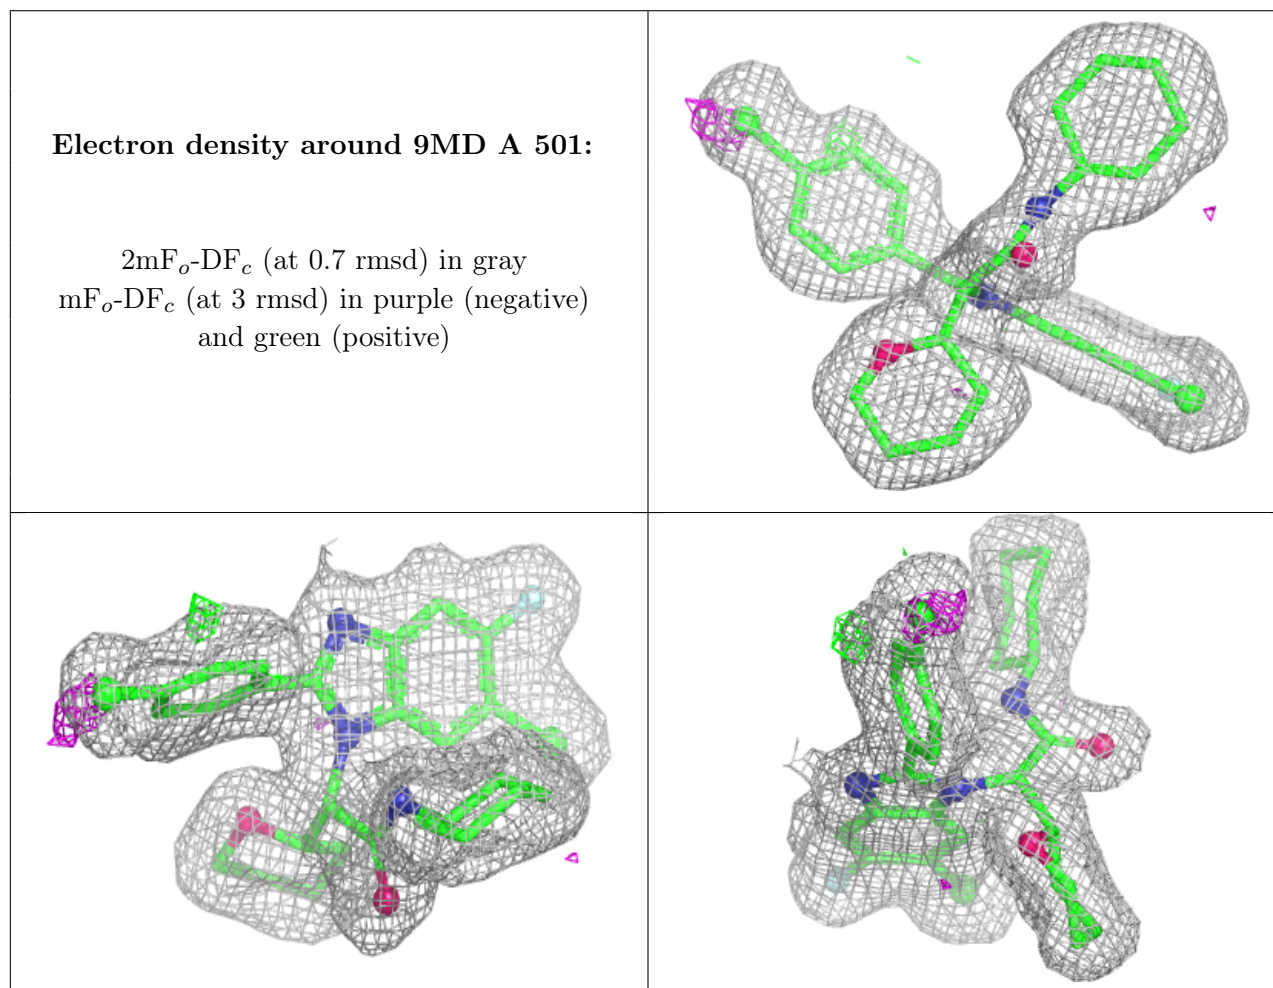 Electron density around 9MD A 501:
2mFₒ-DF𝑐 (at 0.7 rmsd) in gray
mFₒ-DF𝑐 (at 3 rmsd) in purple (negative)
and green (positive)